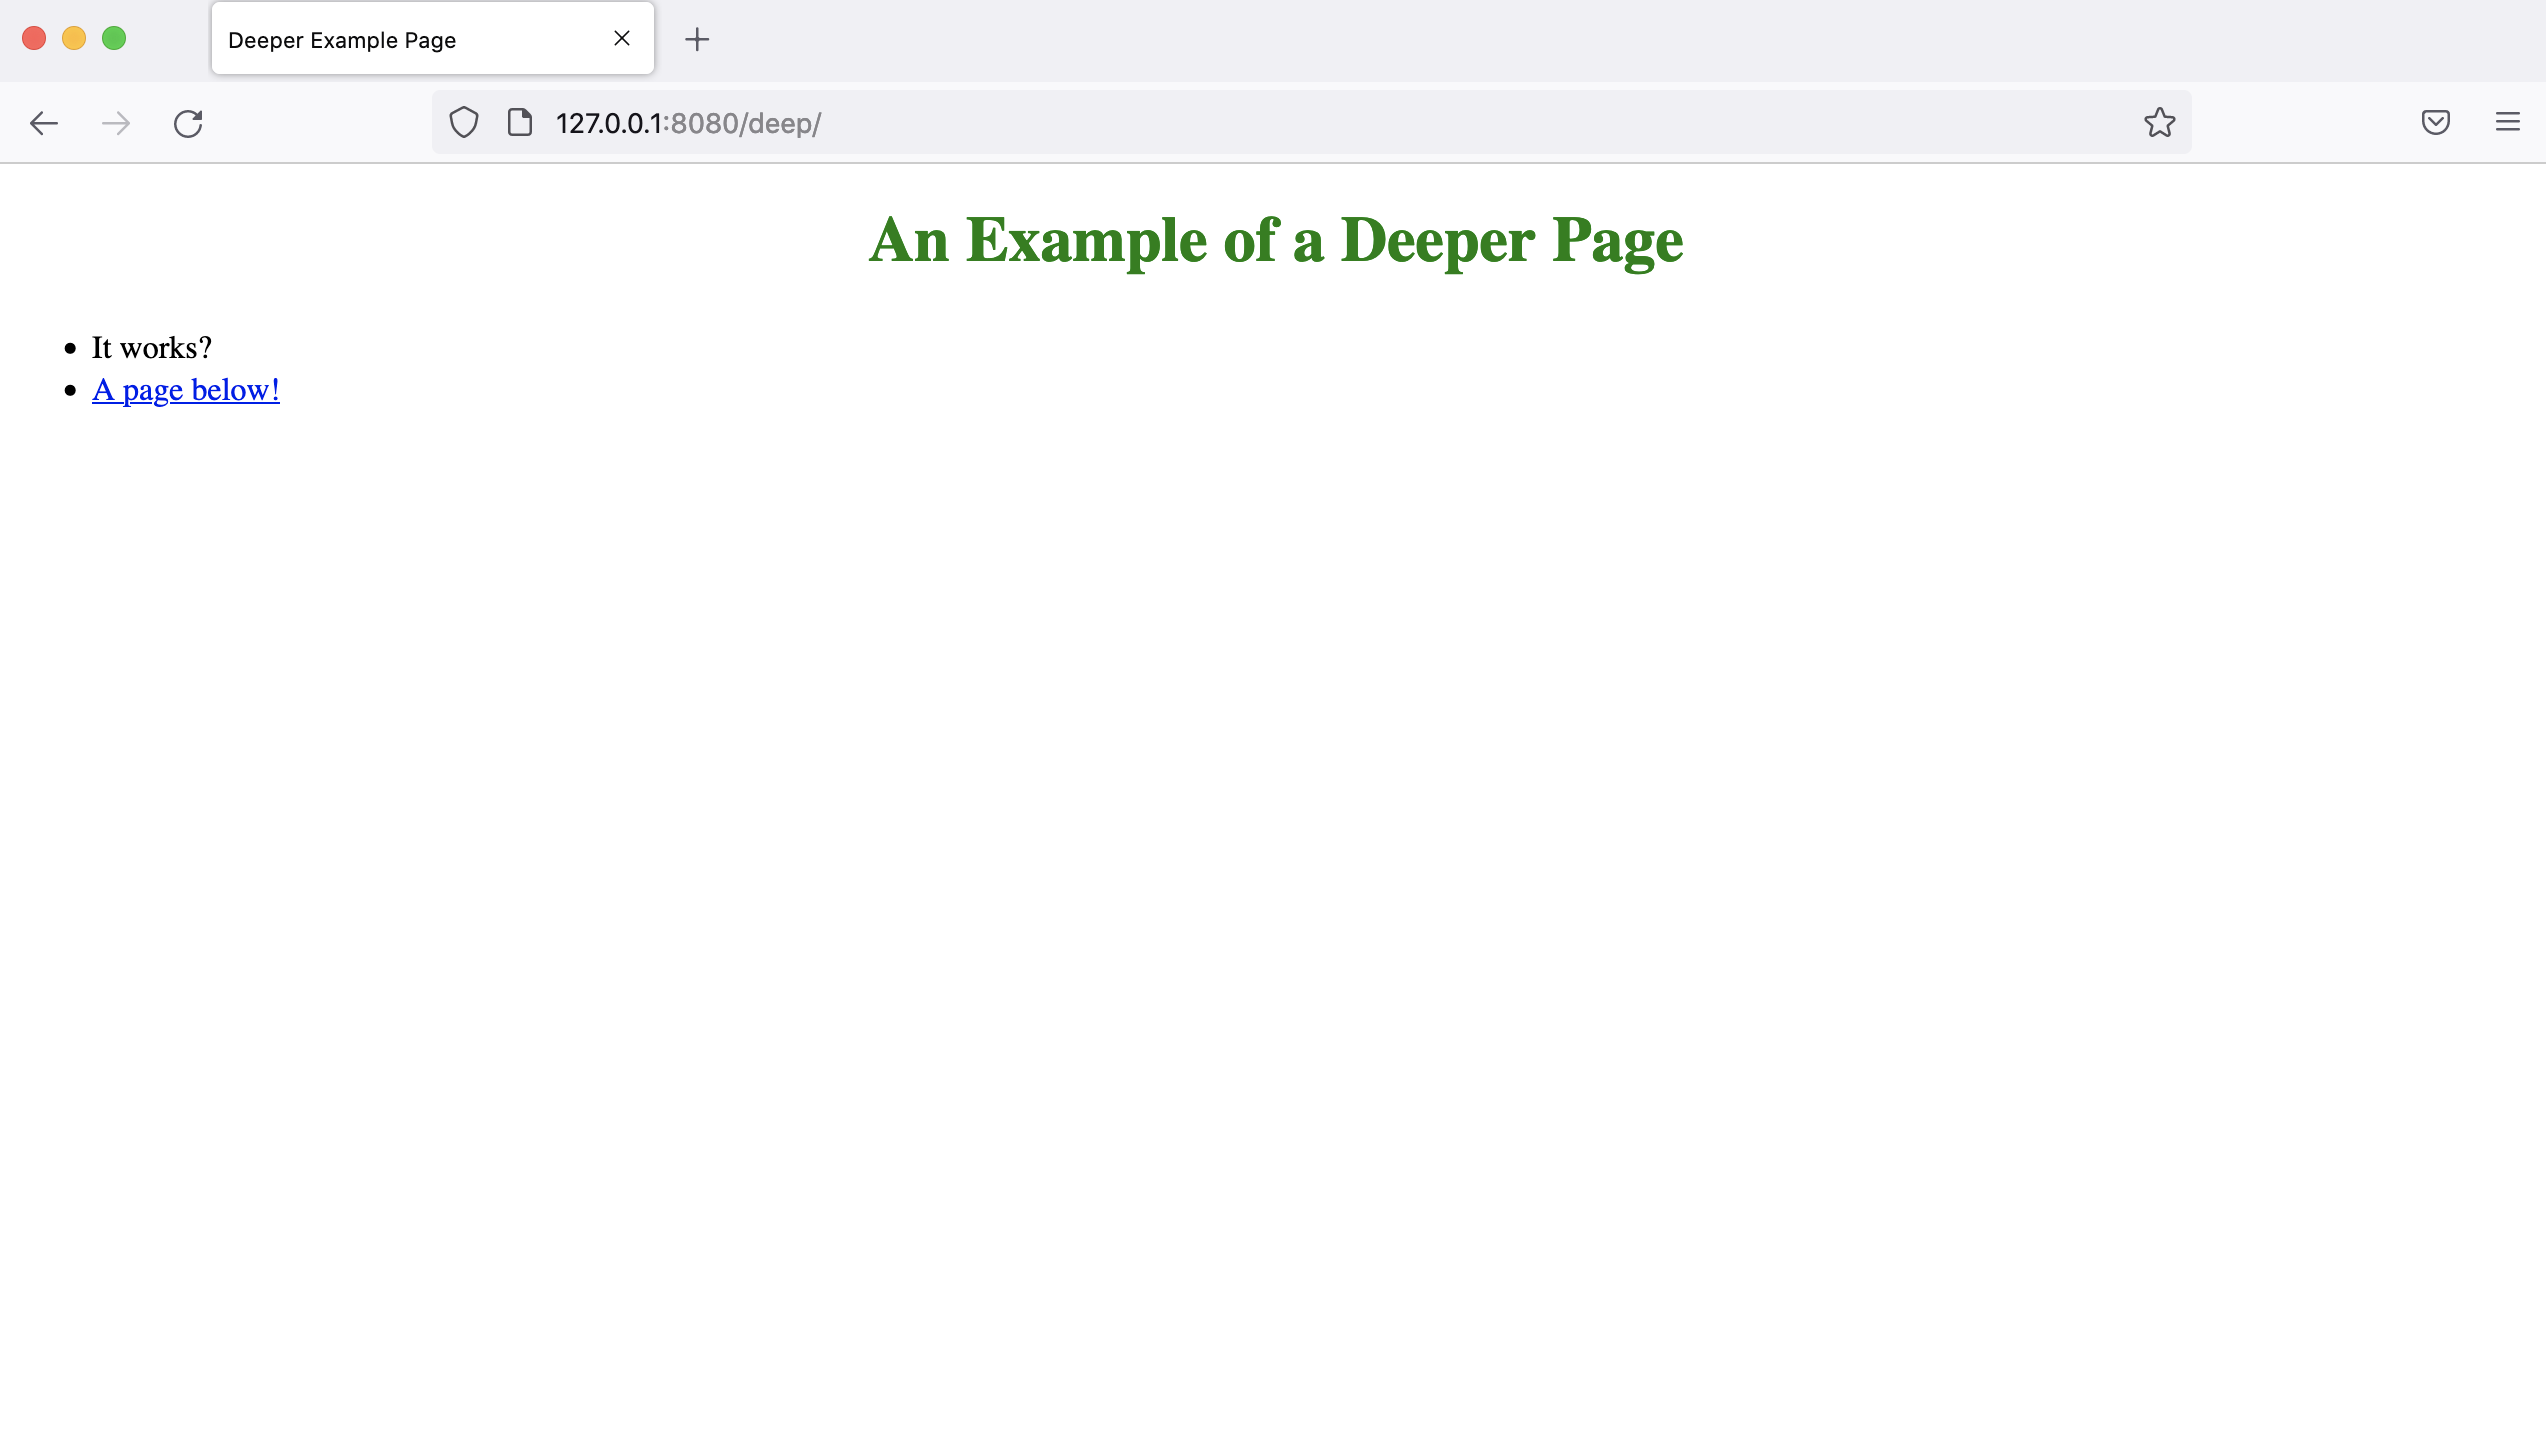 Deeper Example Page
127.0.0.1:8080/deep/
An Example of a Deeper Page
It works?
A page below!